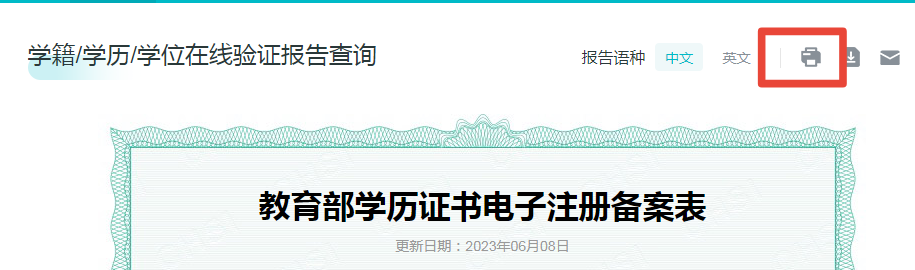 学籍/学历/学位在线验证报告查询
报告语种 中文 英文
教育部学历证书电子注册备案表
更新日期：2023年06月08日